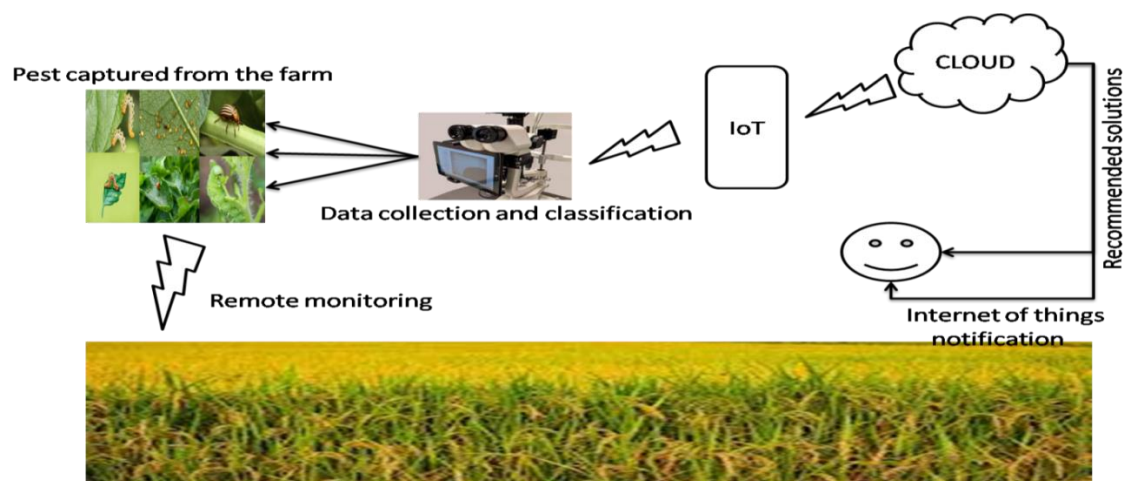 Pest captured from the farm
CLOUD
IoT
Data collection and classification
Recommended solutions
Remote monitoring
Internet of things
notification